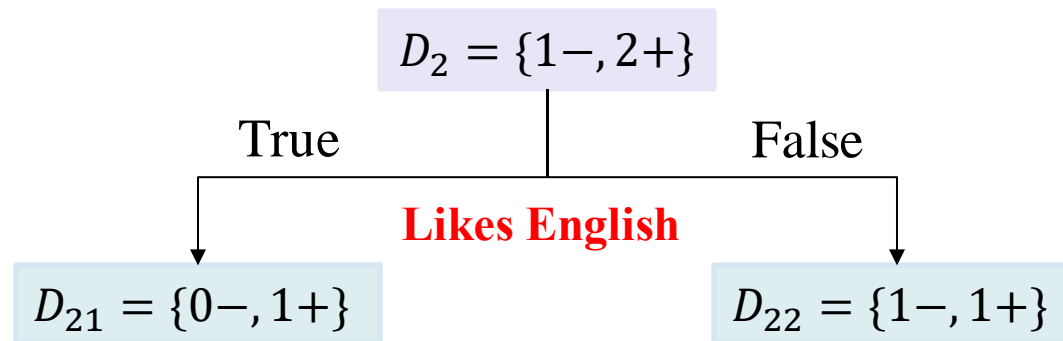 D₂ = {1−, 2+}
True
False
Likes English
D₂₁ = {0−, 1+}
D₂₂ = {1−, 1+}